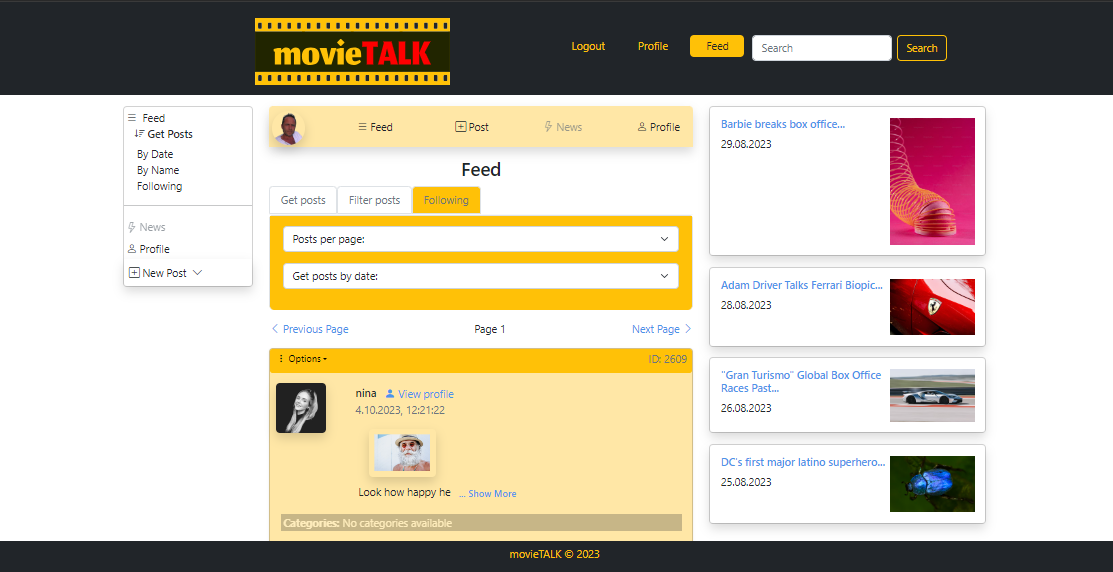 movieTALK
Logout
Profile
Feed
Search
Search
Feed
Get Posts
By Date
By Name
Following
News
Profile
New Post
Feed
Post
News
Profile
Feed
Get posts
Filter posts
Following
Posts per page:
Get posts by date:
Previous Page
Page 1
Next Page
Options
ID: 2609
nina
View profile
4.10.2023, 12:21:22
Look how happy he ... Show More
Categories: No categories available
Barbie breaks box office...
29.08.2023
Adam Driver Talks Ferrari Biopic...
28.08.2023
"Gran Turismo" Global Box Office
Races Past...
26.08.2023
DC's first major latino superhero...
25.08.2023
movieTALK © 2023